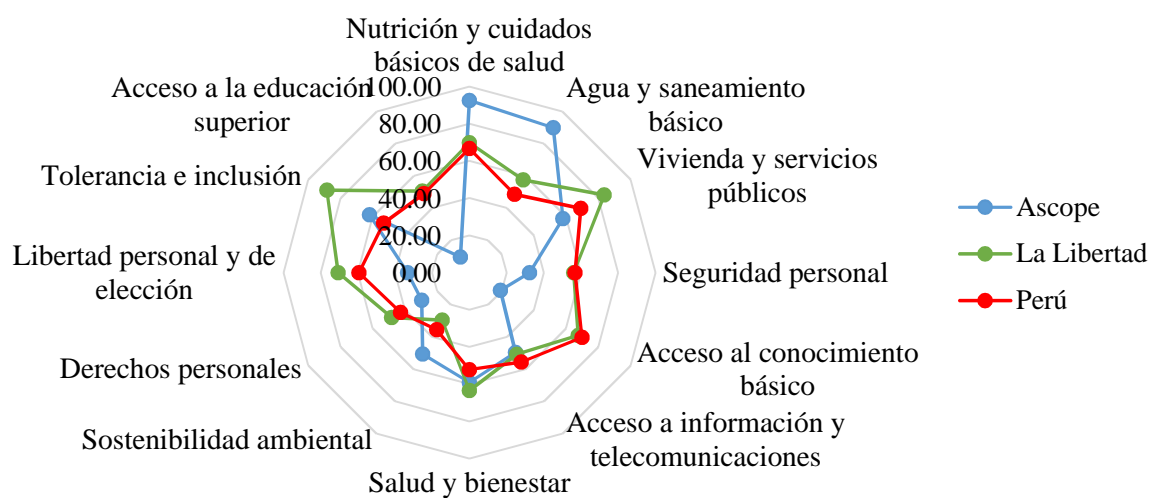 Nutrición y cuidados
básicos de salud
Agua y saneamiento
básico
Vivienda y servicios
públicos
Seguridad personal
Acceso al conocimiento
básico
Acceso a información y
telecomunicaciones
Salud y bienestar
Sostenibilidad ambiental
Derechos personales
Libertad personal y de
elección
Tolerancia e inclusión
Acceso a la educación
superior
100.00
80.00
60.00
40.00
20.00
0.00
Ascope
La Libertad
Perú